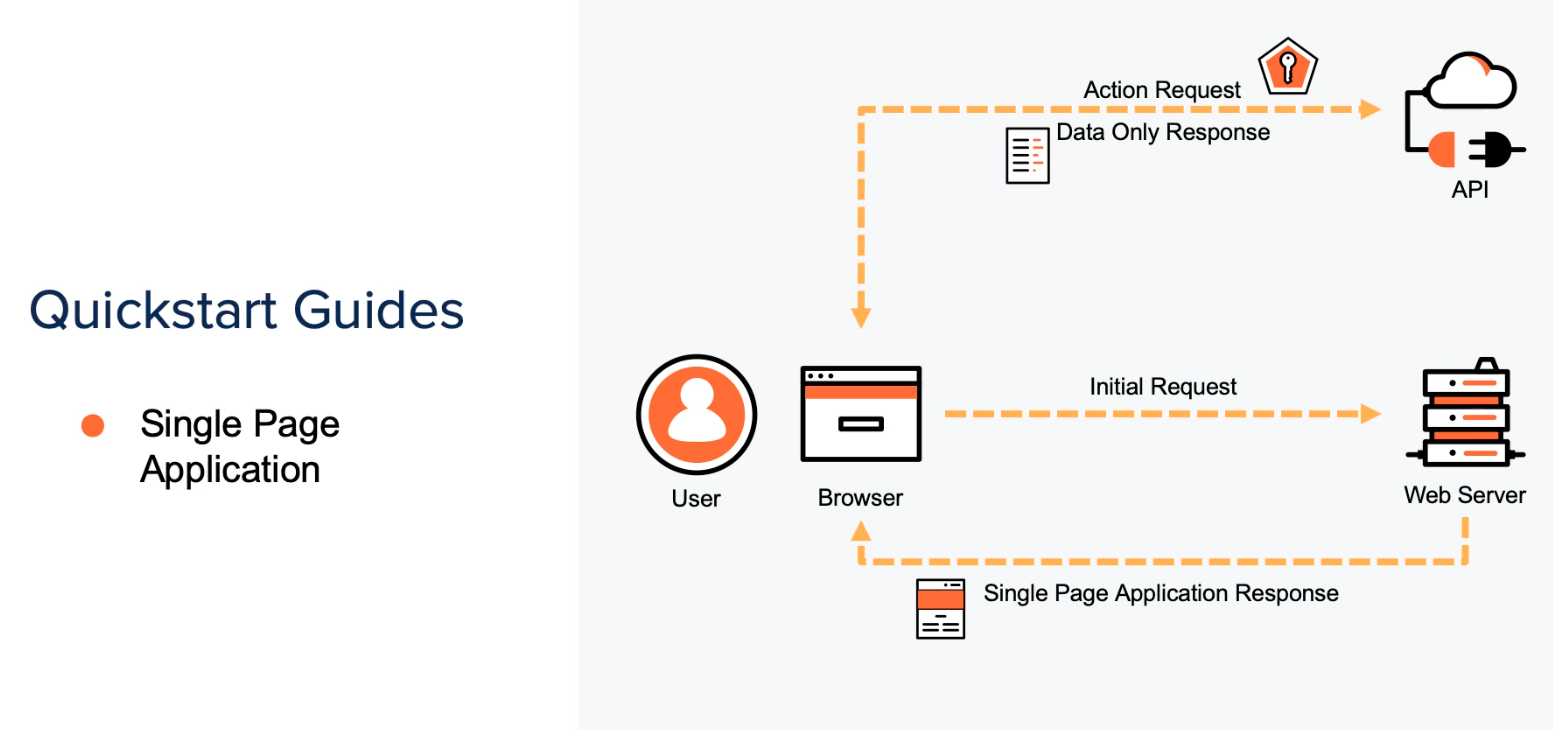 Quickstart Guides
Single Page
Application
Action Request
Data Only Response
API
Initial Request
User
Browser
Web Server
Single Page Application Response